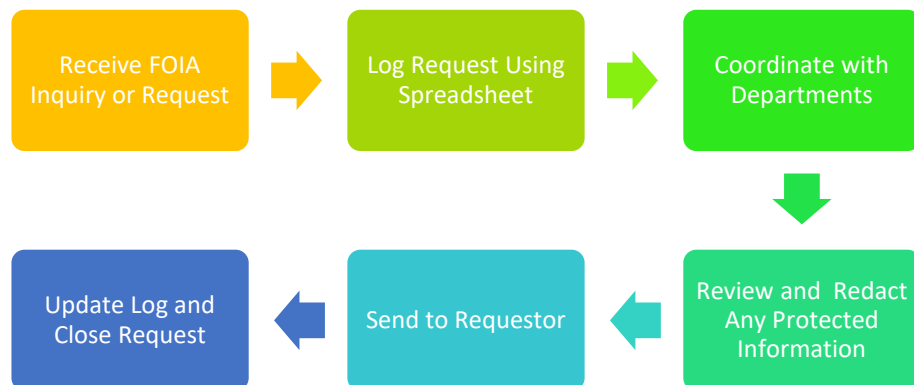 Receive FOIA
Inquiry or Request
Log Request Using
Spreadsheet
Coordinate with
Departments
Review and  Redact
Any Protected
Information
Send to Requestor
Update Log and
Close Request